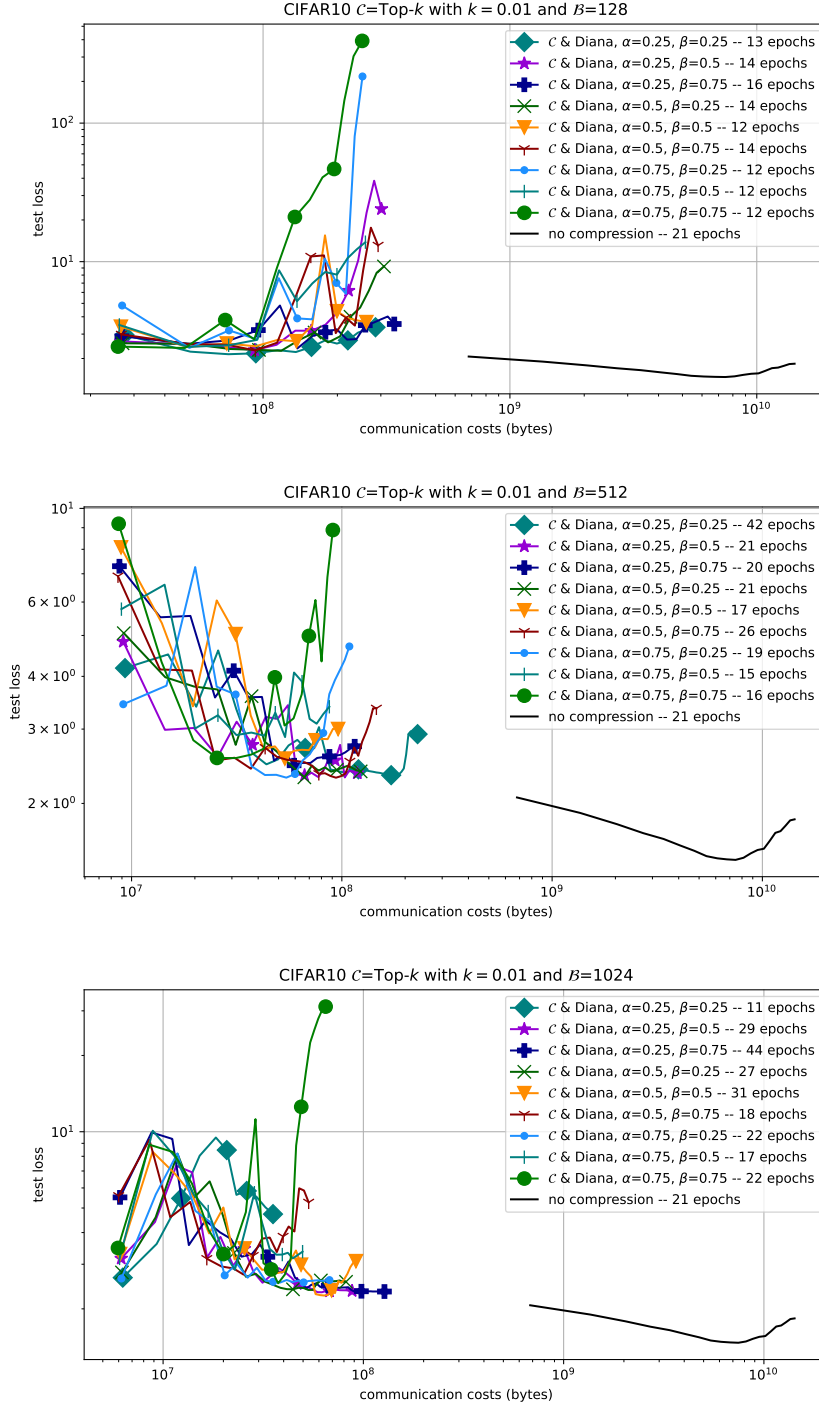 CIFAR10 𝒞=Top-k with k = 0.01 and ℬ=128
𝒞 & Diana, α=0.25, β=0.25 -- 13 epochs
𝒞 & Diana, α=0.25, β=0.5 -- 14 epochs
𝒞 & Diana, α=0.25, β=0.75 -- 16 epochs
𝒞 & Diana, α=0.5, β=0.25 -- 14 epochs
𝒞 & Diana, α=0.5, β=0.5 -- 12 epochs
𝒞 & Diana, α=0.5, β=0.75 -- 14 epochs
𝒞 & Diana, α=0.75, β=0.25 -- 12 epochs
𝒞 & Diana, α=0.75, β=0.5 -- 12 epochs
𝒞 & Diana, α=0.75, β=0.75 -- 12 epochs
no compression -- 21 epochs
10²
10¹
test loss
10⁸ 10⁹ 10¹⁰
communication costs (bytes)
CIFAR10 𝒞=Top-k with k = 0.01 and ℬ=512
𝒞 & Diana, α=0.25, β=0.25 -- 42 epochs
𝒞 & Diana, α=0.25, β=0.5 -- 21 epochs
𝒞 & Diana, α=0.25, β=0.75 -- 20 epochs
𝒞 & Diana, α=0.5, β=0.25 -- 21 epochs
𝒞 & Diana, α=0.5, β=0.5 -- 17 epochs
𝒞 & Diana, α=0.5, β=0.75 -- 26 epochs
𝒞 & Diana, α=0.75, β=0.25 -- 19 epochs
𝒞 & Diana, α=0.75, β=0.5 -- 15 epochs
𝒞 & Diana, α=0.75, β=0.75 -- 16 epochs
no compression -- 21 epochs
10¹
6 × 10⁰
4 × 10⁰
3 × 10⁰
2 × 10⁰
test loss
10⁷ 10⁸ 10⁹ 10¹⁰
communication costs (bytes)
CIFAR10 𝒞=Top-k with k = 0.01 and ℬ=1024
𝒞 & Diana, α=0.25, β=0.25 -- 11 epochs
𝒞 & Diana, α=0.25, β=0.5 -- 29 epochs
𝒞 & Diana, α=0.25, β=0.75 -- 44 epochs
𝒞 & Diana, α=0.5, β=0.25 -- 27 epochs
𝒞 & Diana, α=0.5, β=0.5 -- 31 epochs
𝒞 & Diana, α=0.5, β=0.75 -- 18 epochs
𝒞 & Diana, α=0.75, β=0.25 -- 22 epochs
𝒞 & Diana, α=0.75, β=0.5 -- 17 epochs
𝒞 & Diana, α=0.75, β=0.75 -- 22 epochs
no compression -- 21 epochs
10¹
test loss
10⁷ 10⁸ 10⁹ 10¹⁰
communication costs (bytes)